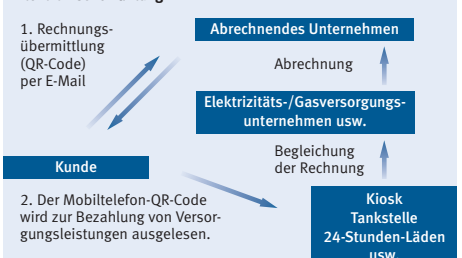 1. Rechnungs-
übermittlung
(QR-Code)
per E-Mail
Abrechnendes Unternehmen
Abrechnung
Elektrizitäts-/Gasversorgungs-
unternehmen usw.
Begleichung
der Rechnung
Kunde
2. Der Mobiltelefon-QR-Code
wird zur Bezahlung von Versor-
gungsleistungen ausgelesen.
Kiosk
Tankstelle
24-Stunden-Läden
usw.